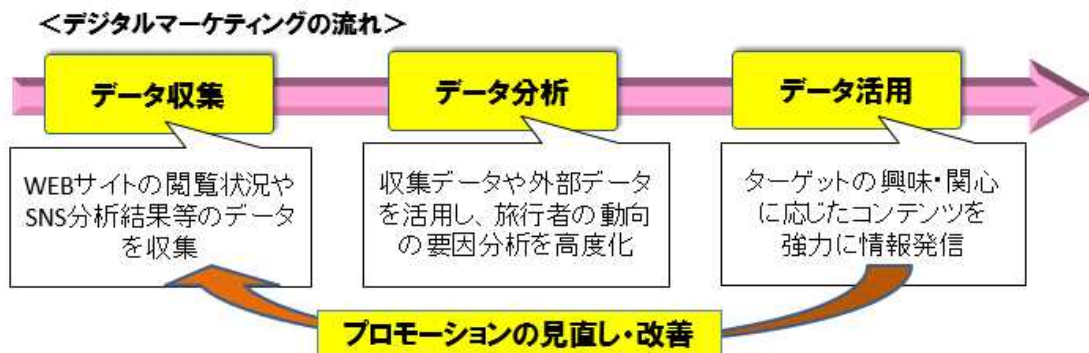 ＜デジタルマーケティングの流れ＞
データ収集
データ分析
データ活用
WEBサイトの閲覧状況や
SNS分析結果等のデータ
を収集
収集データや外部データ
を活用し、旅行者の動向
の要因分析を高度化
ターゲットの興味・関心
に応じたコンテンツを
強力に情報発信
プロモーションの見直し・改善